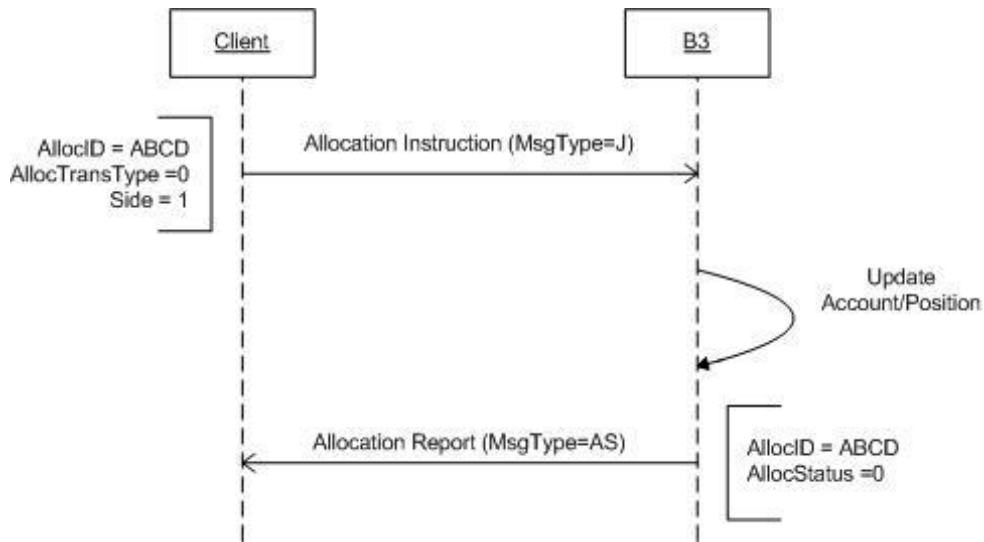 Client
B3
Allocation Instruction (MsgType=J)
AllocID = ABCD
AllocTransType =0
Side = 1
Update
Account/Position
Allocation Report (MsgType=AS)
AllocID = ABCD
AllocStatus =0